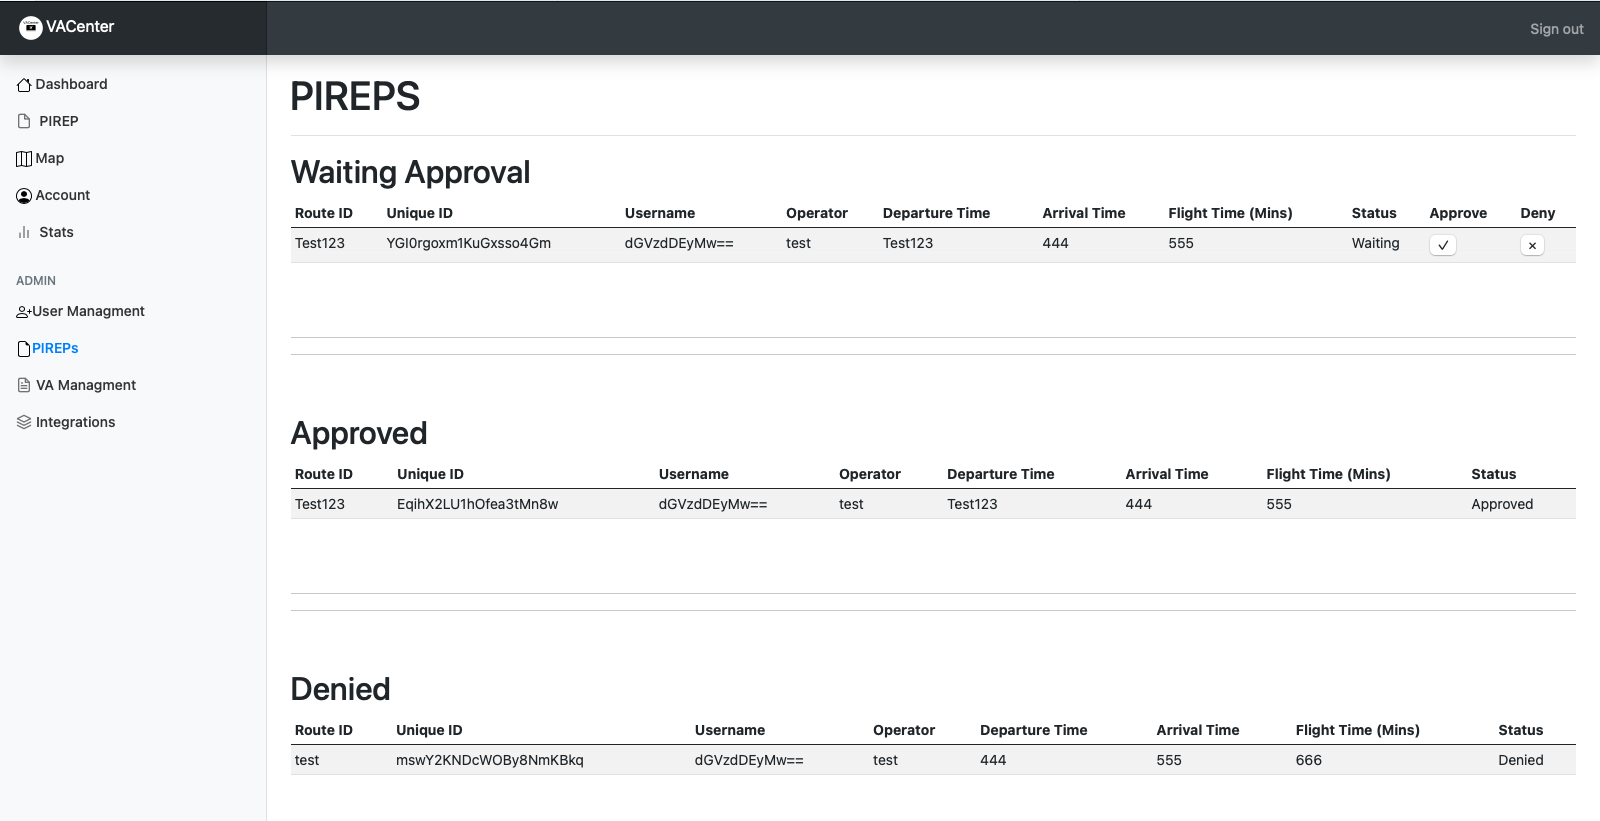 VACenter
Sign out
Dashboard
PIREP
Map
Account
Stats
ADMIN
User Managment
PIREPs
VA Managment
Integrations
PIREPS
Waiting Approval
Route ID Unique ID Username Operator Departure Time Arrival Time Flight Time (Mins) Status Approve Deny
Test123 YGI0rgoxm1KuGxsso4Gm dGVzdDEyMw== test Test123 444 555 Waiting
Approved
Route ID Unique ID Username Operator Departure Time Arrival Time Flight Time (Mins) Status
Test123 EqihX2LU1hOfea3tMn8w dGVzdDEyMw== test Test123 444 555 Approved
Denied
Route ID Unique ID Username Operator Departure Time Arrival Time Flight Time (Mins) Status
test mswY2KNDcWOBy8NmKBkq dGVzdDEyMw== test 444 555 666 Denied